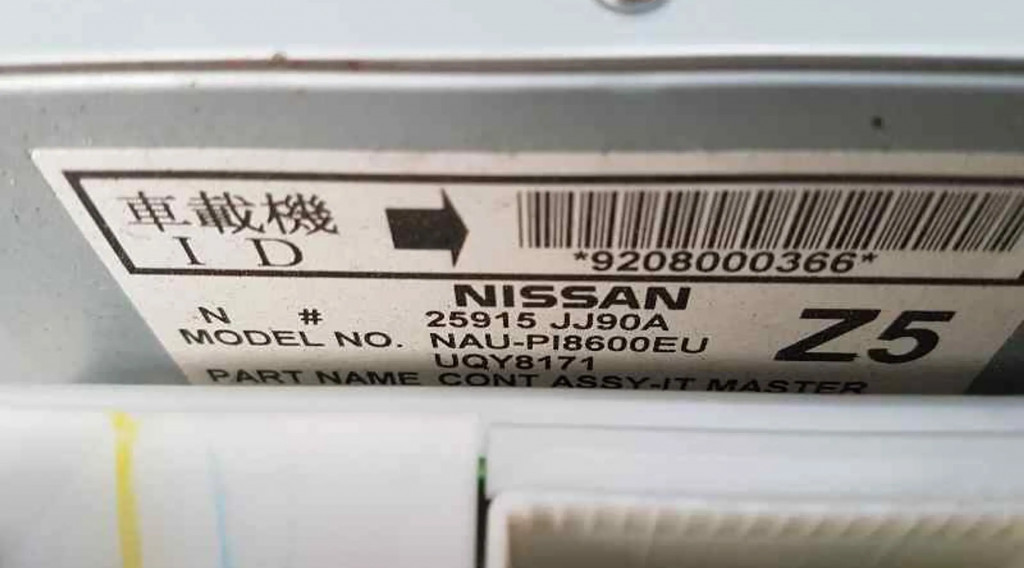 車載機
ID
*9208000366*
NISSAN
N # 25915 JJ90A
MODEL NO. NAU-PI8600EU
UQY8171
Z5
PART NAME CONT ASSY-IT MASTER